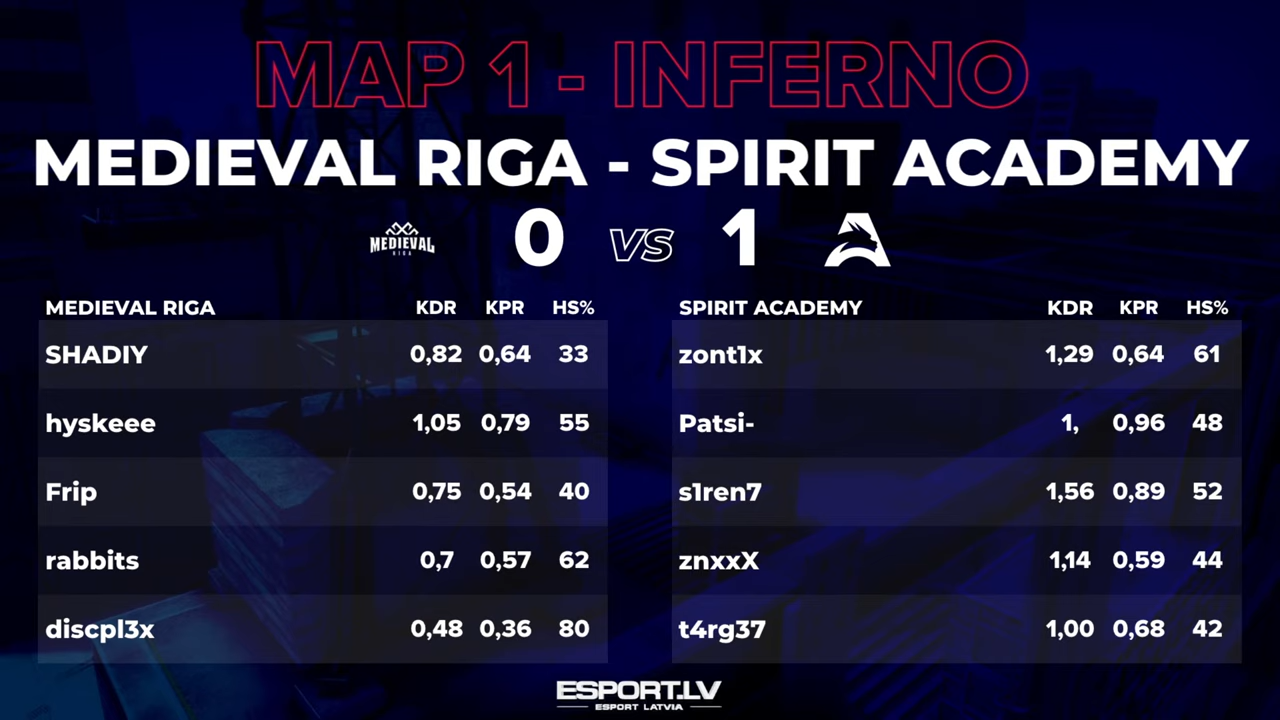 MAP 1 - INFERNO
MEDIEVAL RIGA - SPIRIT ACADEMY
MEDIEVAL
RIGA
0 VS 1
MEDIEVAL RIGA KDR KPR HS%
SHADIY 0,82 0,64 33
hyskeee 1,05 0,79 55
Frip 0,75 0,54 40
rabbits 0,7 0,57 62
discpl3x 0,48 0,36 80
SPIRIT ACADEMY KDR KPR HS%
zont1x 1,29 0,64 61
Patsi- 1, 0,96 48
s1ren7 1,56 0,89 52
znxxX 1,14 0,59 44
t4rg37 1,00 0,68 42
ESPORT.LV
ESPORT LATVIA